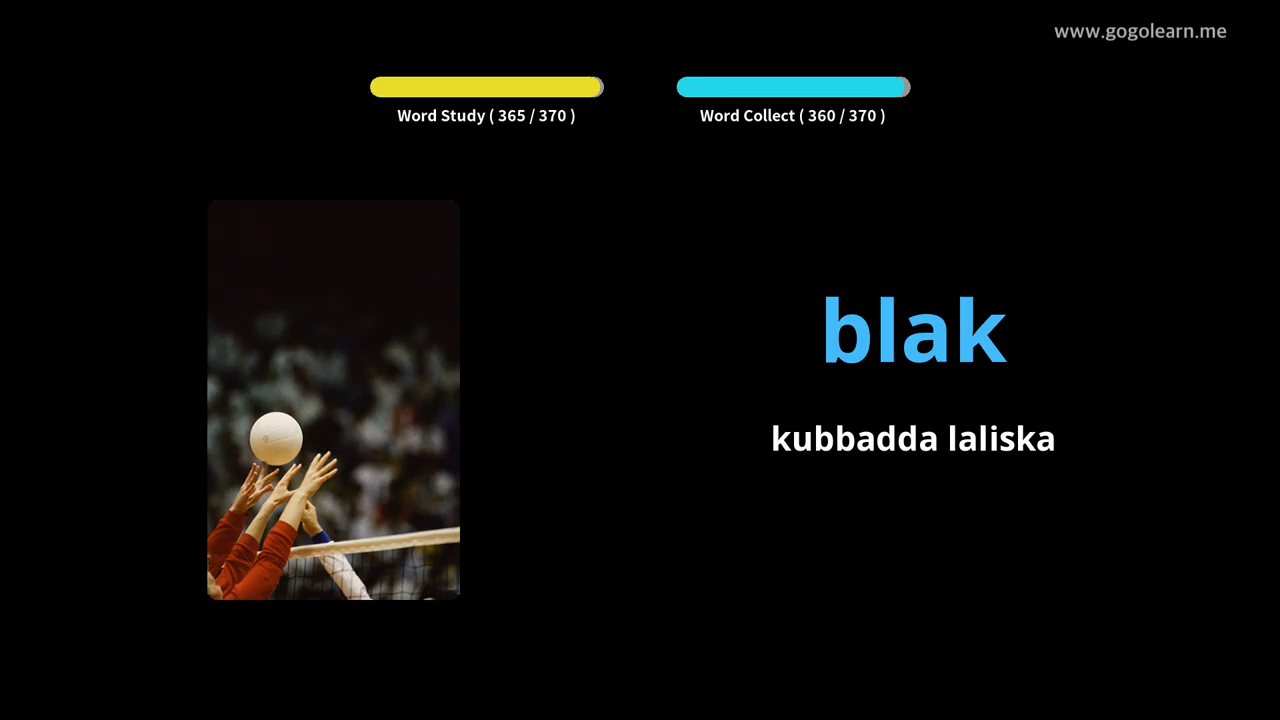 www.gogolearn.me
Word Study ( 365 / 370 )
Word Collect ( 360 / 370 )
blak
kubbadda laliska